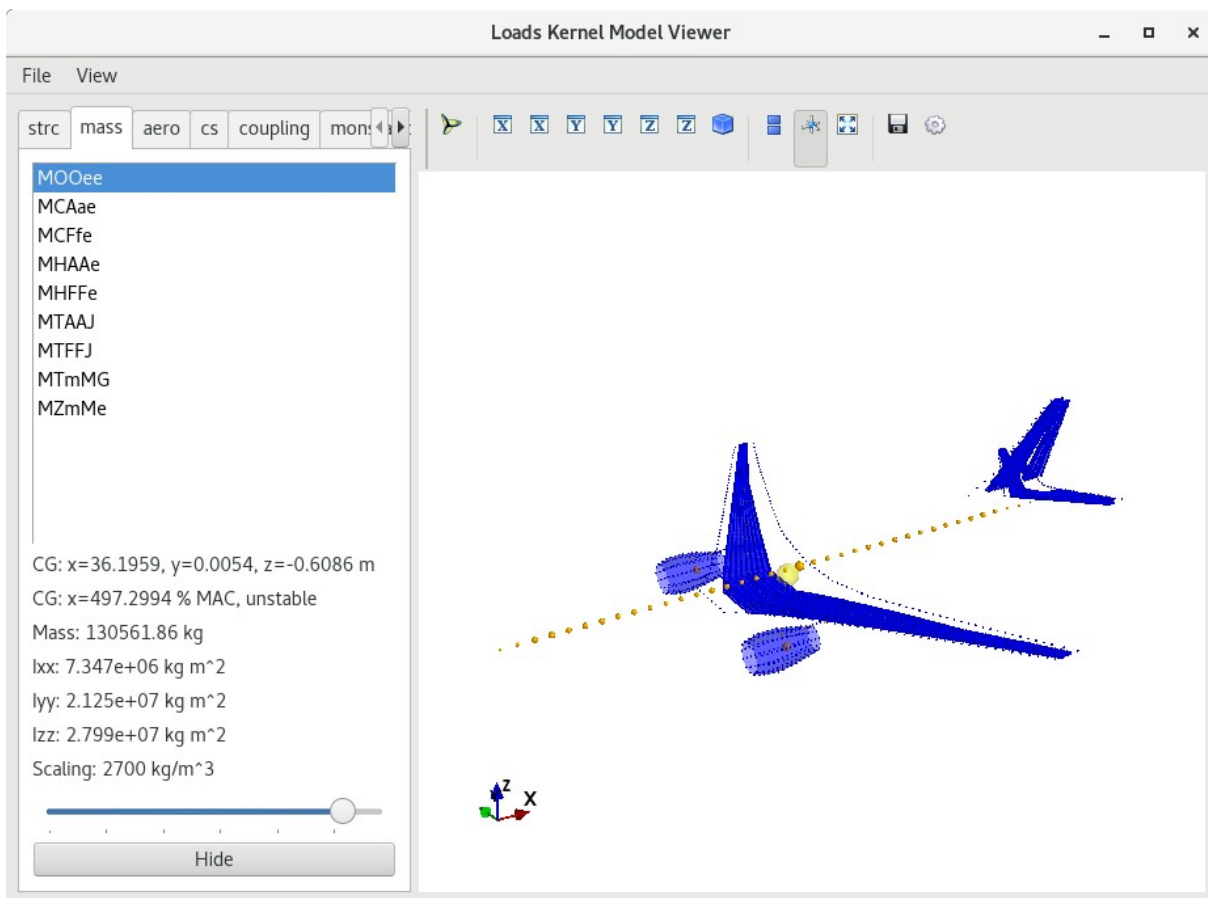 Loads Kernel Model Viewer
File View
strc mass aero cs coupling
X X Y Y Z Z
MOOee
MCAae
MCFfe
MHAAe
MHFFe
MTAAJ
MTFFJ
MTmMG
MZmMe
CG: x=36.1959, y=0.0054, z=-0.6086 m
CG: x=497.2994 % MAC, unstable
Mass: 130561.86 kg
Ixx: 7.347e+06 kg m^2
Iyy: 2.125e+07 kg m^2
Izz: 2.799e+07 kg m^2
Scaling: 2700 kg/m^3
Hide
Z
X